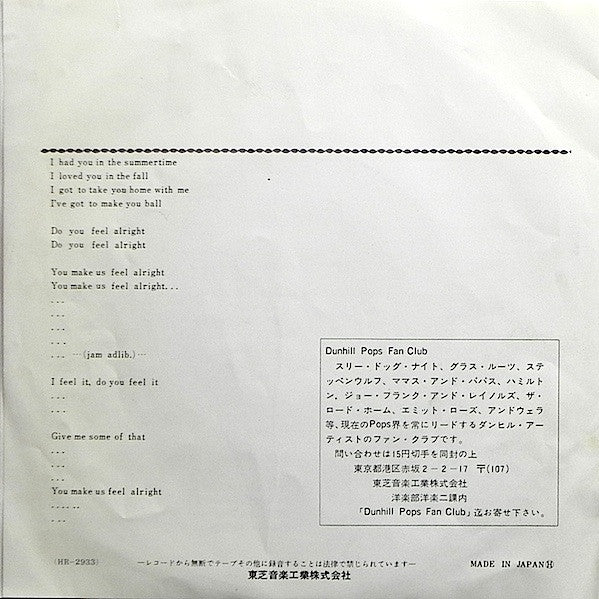 I had you in the summertime
I loved you in the fall
I got to take you home with me
I've got to make you ball
Do you feel alright
Do you feel alright
You make us feel alright
You make us feel alright...
...
...
...
...
... …(jam adlib.)…
I feel it, do you feel it
...
...
Give me some of that
...
...
...
You make us feel alright
......
...
Dunhill Pops Fan Club
スリー・ドッグ・ナイト、グラス・ルーツ、ステ
ッペンウルフ、ママス・アンド・パパス、ハミルト
ン、ジョー・フランク・アンド・レイノルズ、ザ・
ロード・ホーム、エミット・ローズ、アンドウェラ
等、現在のPops界を常にリードするダンヒル・アー
ティストのファン・クラブです。
問い合わせは15円切手を同封の上
東京都港区赤坂2-2-17 〒(107)
東芝音楽工業株式会社
洋楽部洋楽二課内
「Dunhill Pops Fan Club」迄お寄せ下さい。
(HR-2933)
―レコードから無断でテープその他に録音することは法律で禁じられています―
東芝音楽工業株式会社
MADE IN JAPAN Ⓗ